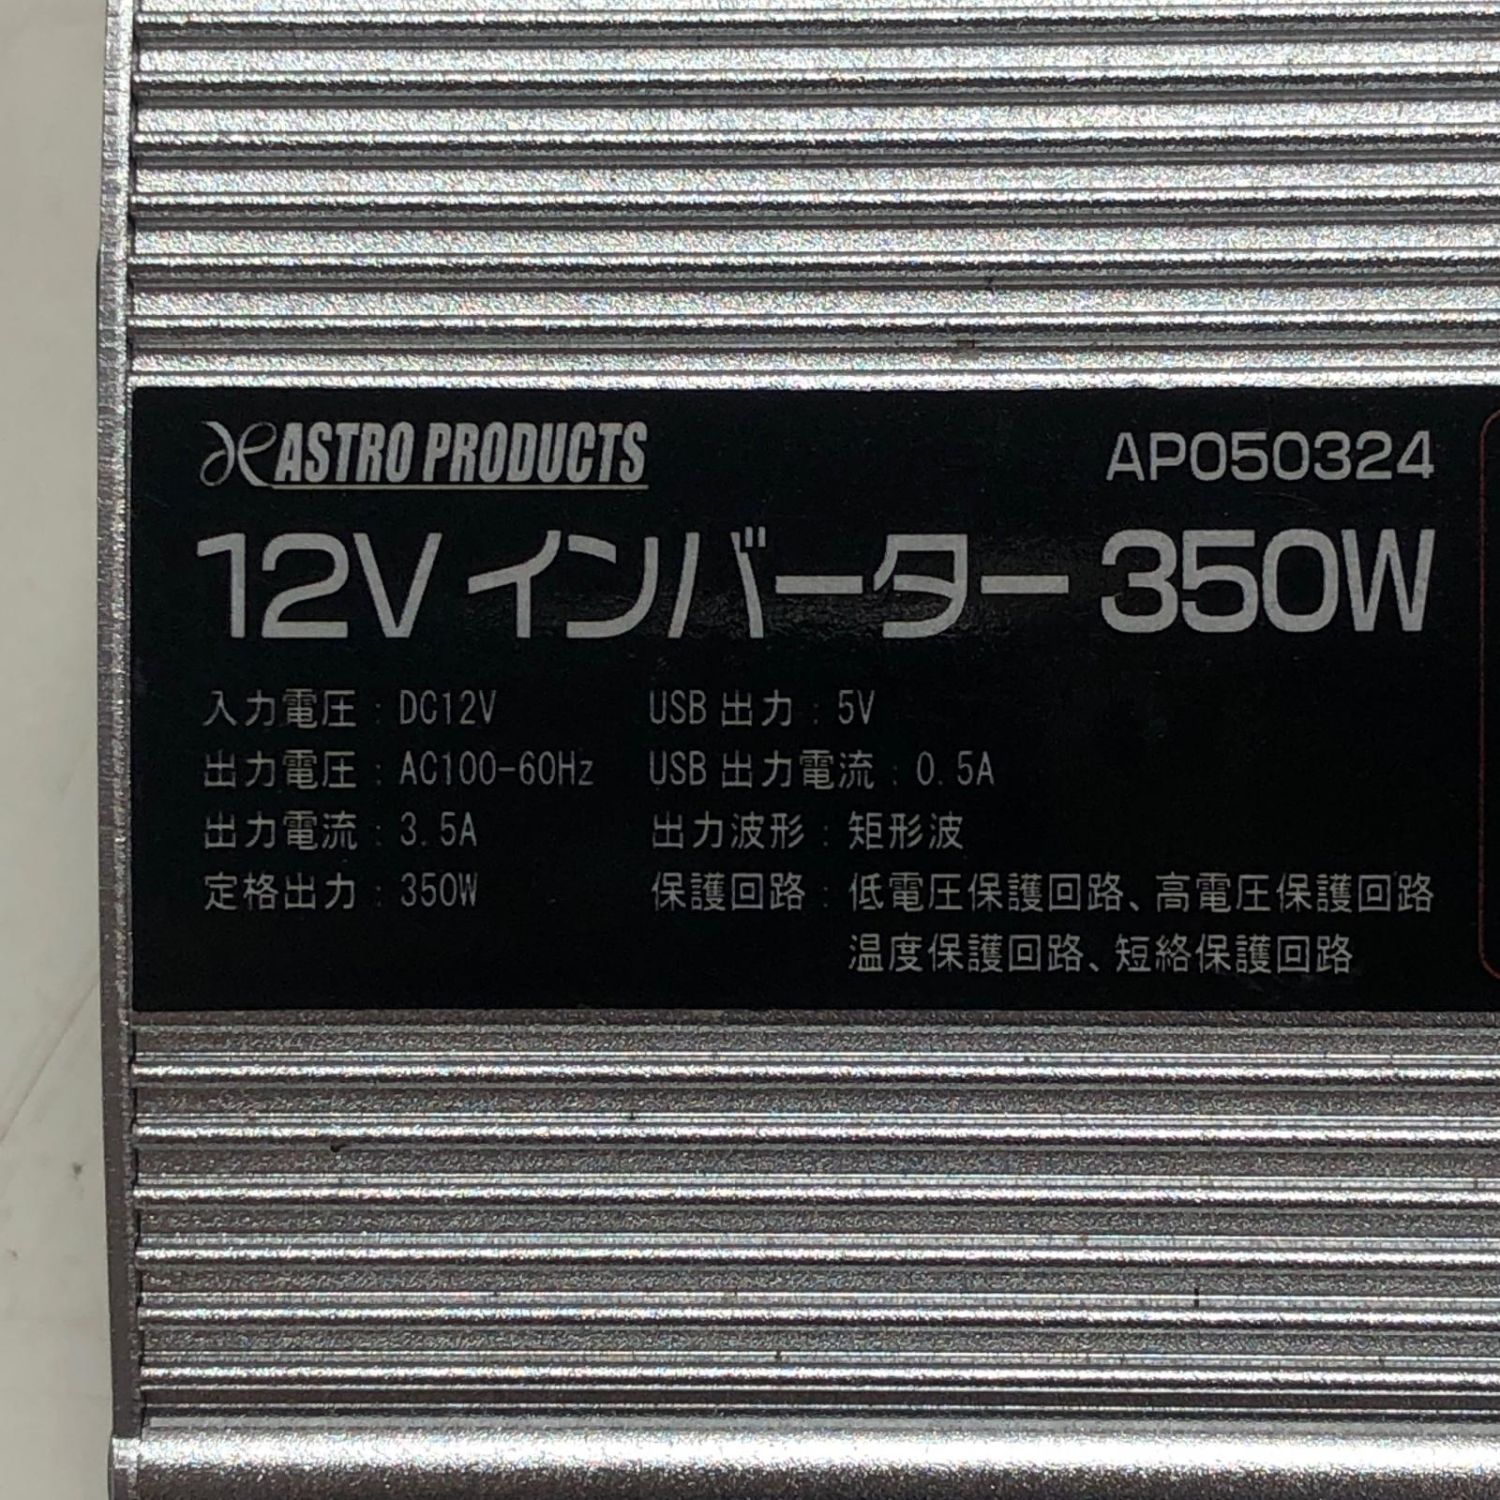 ASTRO PRODUCTS AP050324
12V インバーター 350W
入力電圧：DC12V USB 出力：5V
出力電圧：AC100-60Hz USB 出力電流：0.5A
出力電流：3.5A 出力波形：矩形波
定格出力：350W 保護回路：低電圧保護回路、高電圧保護回路
温度保護回路、短絡保護回路